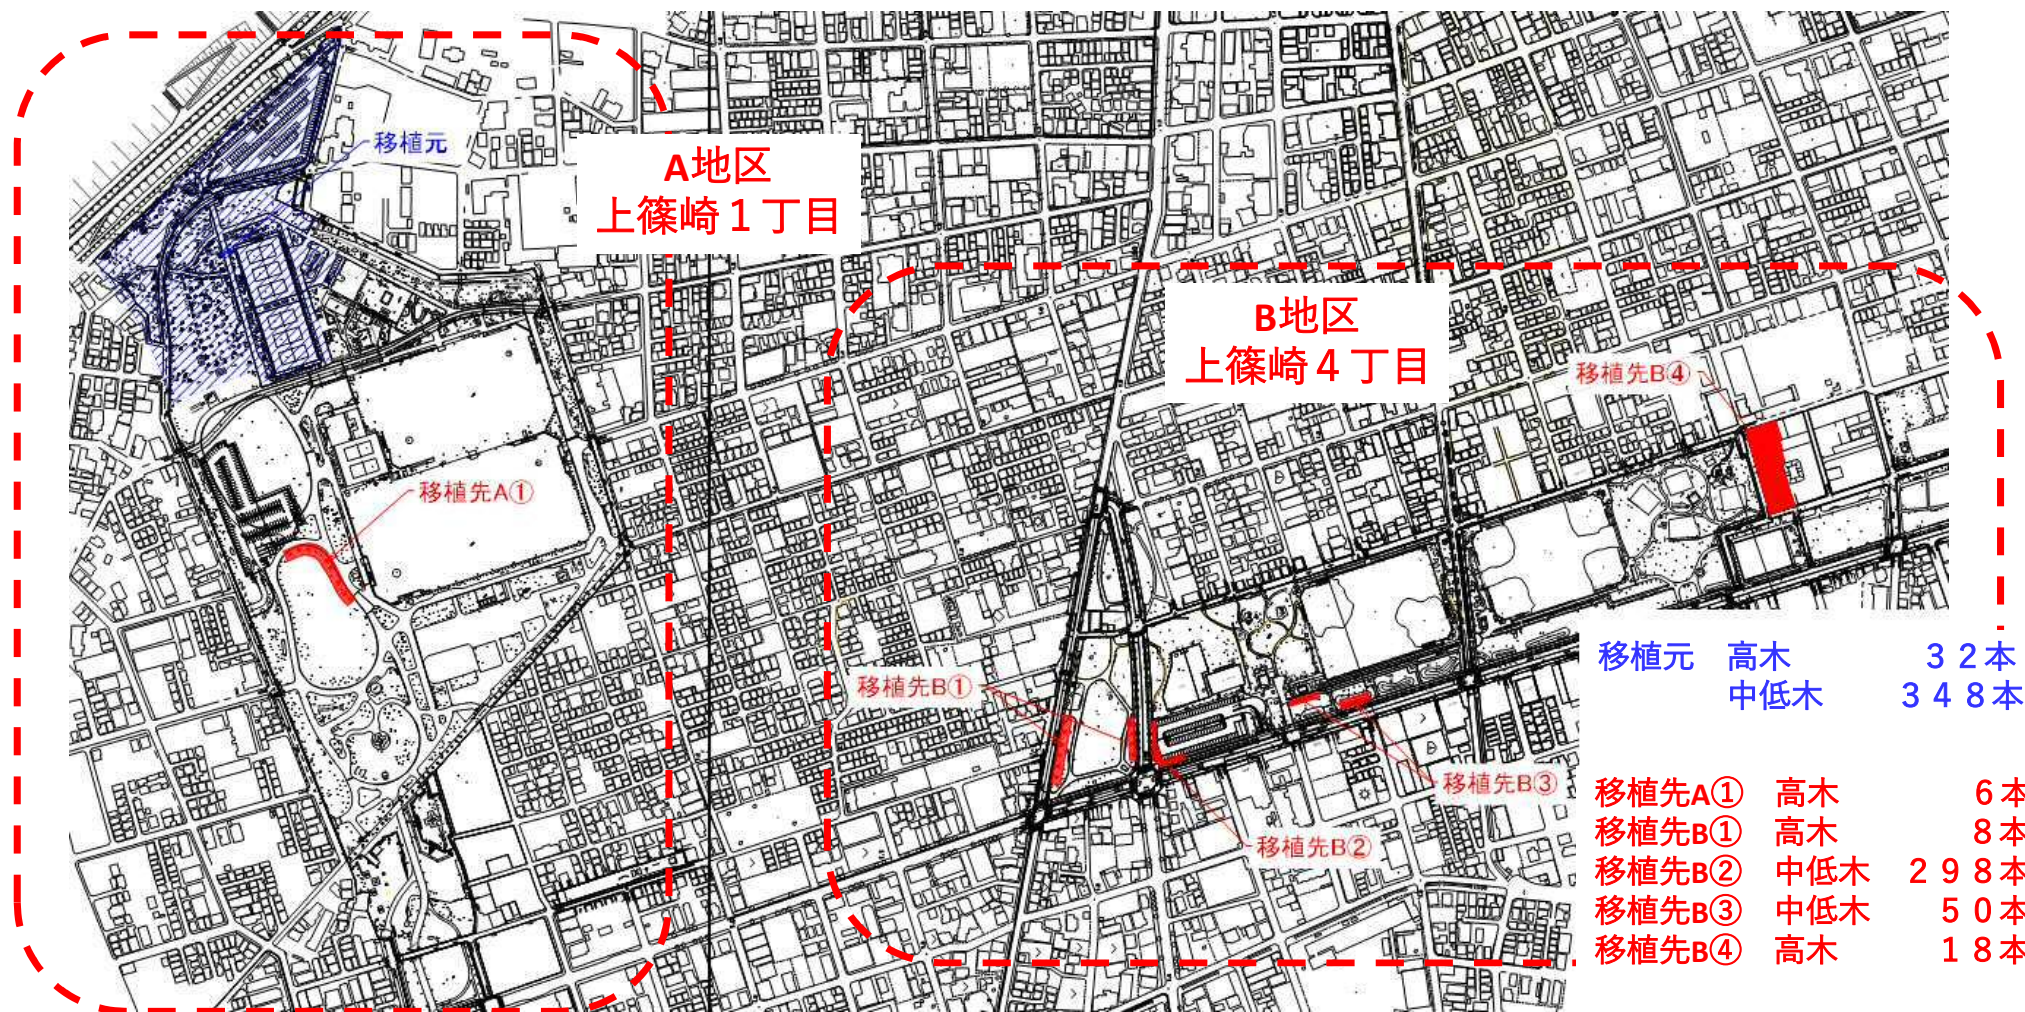 移植元
A地区
上篠崎１丁目
B地区
上篠崎４丁目
移植先B④
移植先A①
移植先B①
移植先B③
移植先B②
移植元　高木　３２本
中低木　３４８本
移植先A①　高木　６本
移植先B①　高木　８本
移植先B②　中低木　２９８本
移植先B③　中低木　５０本
移植先B④　高木　１８本